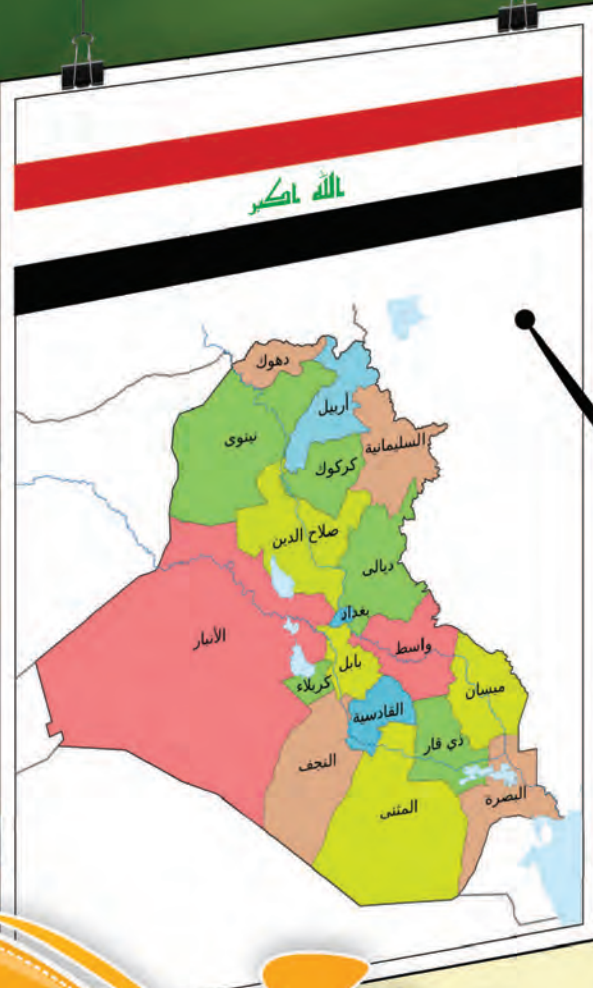 الله اكبر
دهوك
أربيل
نينوى
السليمانية
كركوك
صلاح الدين
ديالى
بغداد
الأنبار
واسط
بابل
كربلاء
ميسان
القادسية
ذي قار
النجف
البصرة
المثنى